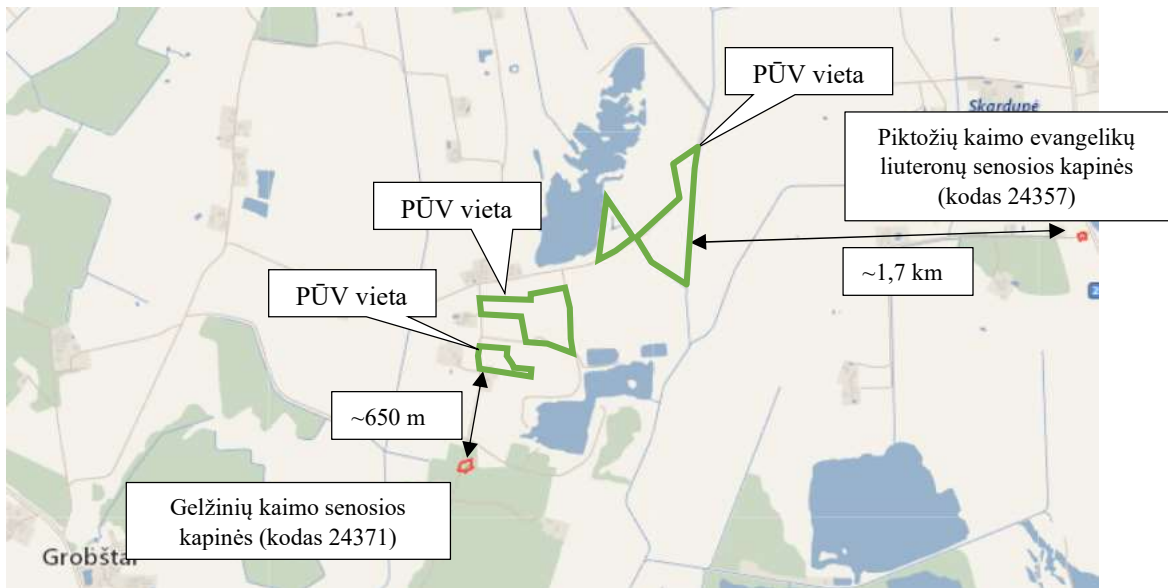 PŪV vieta
Skardupė
Piktožių kaimo evangelikų
liuteronų senosios kapinės
(kodas 24357)
PŪV vieta
~1,7 km
PŪV vieta
2
~650 m
Gelžinių kaimo senosios
kapinės (kodas 24371)
Grobštai